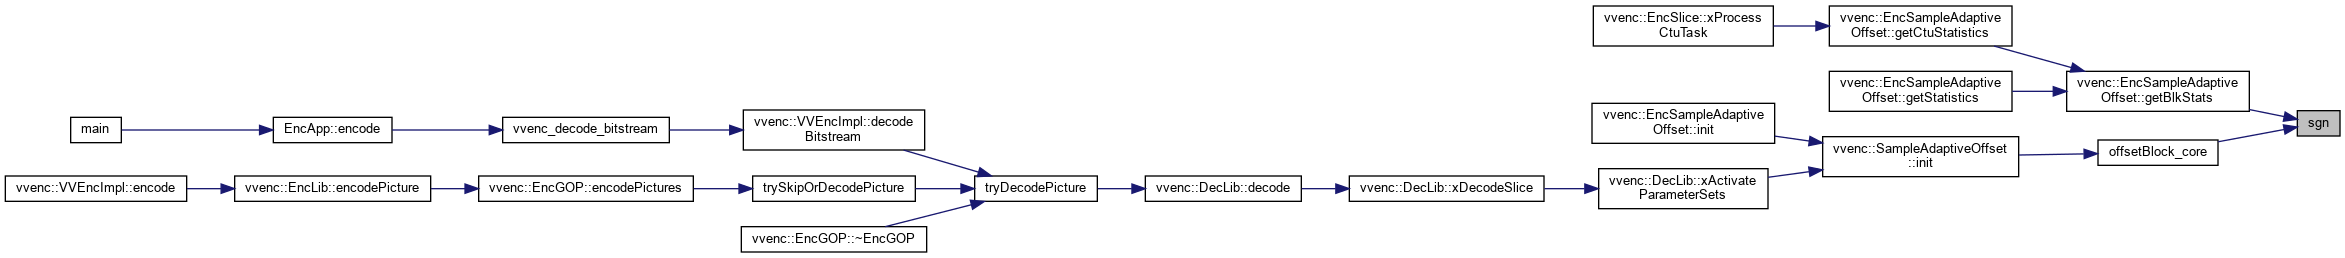 vvenc::EncSlice::xProcess
CtuTask
vvenc::EncSampleAdaptive
Offset::getCtuStatistics
vvenc::EncSampleAdaptive
Offset::getStatistics
vvenc::EncSampleAdaptive
Offset::getBlkStats
sgn
main
EncApp::encode
vvenc_decode_bitstream
vvenc::VVEncImpl::decode
Bitstream
vvenc::EncSampleAdaptive
Offset::init
vvenc::SampleAdaptiveOffset
::init
offsetBlock_core
vvenc::VVEncImpl::encode
vvenc::EncLib::encodePicture
vvenc::EncGOP::encodePictures
trySkipOrDecodePicture
tryDecodePicture
vvenc::DecLib::decode
vvenc::DecLib::xDecodeSlice
vvenc::DecLib::xActivate
ParameterSets
vvenc::EncGOP::~EncGOP